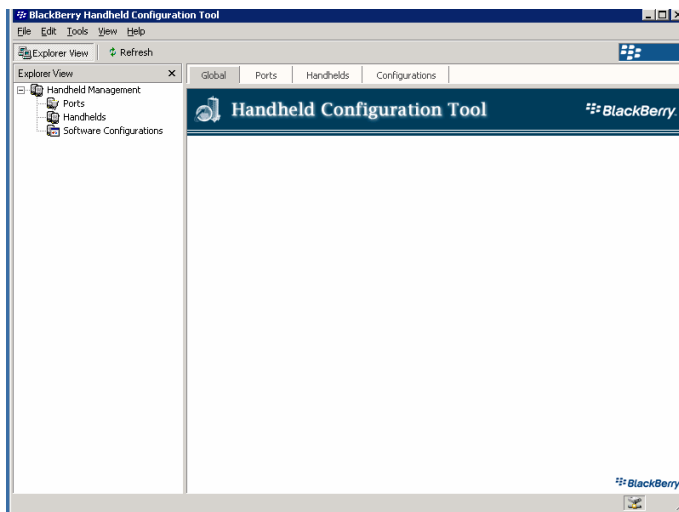 BlackBerry Handheld Configuration Tool
File Edit Tools View Help
Explorer View Refresh
Explorer View
Global Ports Handhelds Configurations
Handheld Management
Ports
Handhelds
Software Configurations
Handheld Configuration Tool
BlackBerry.
BlackBerry